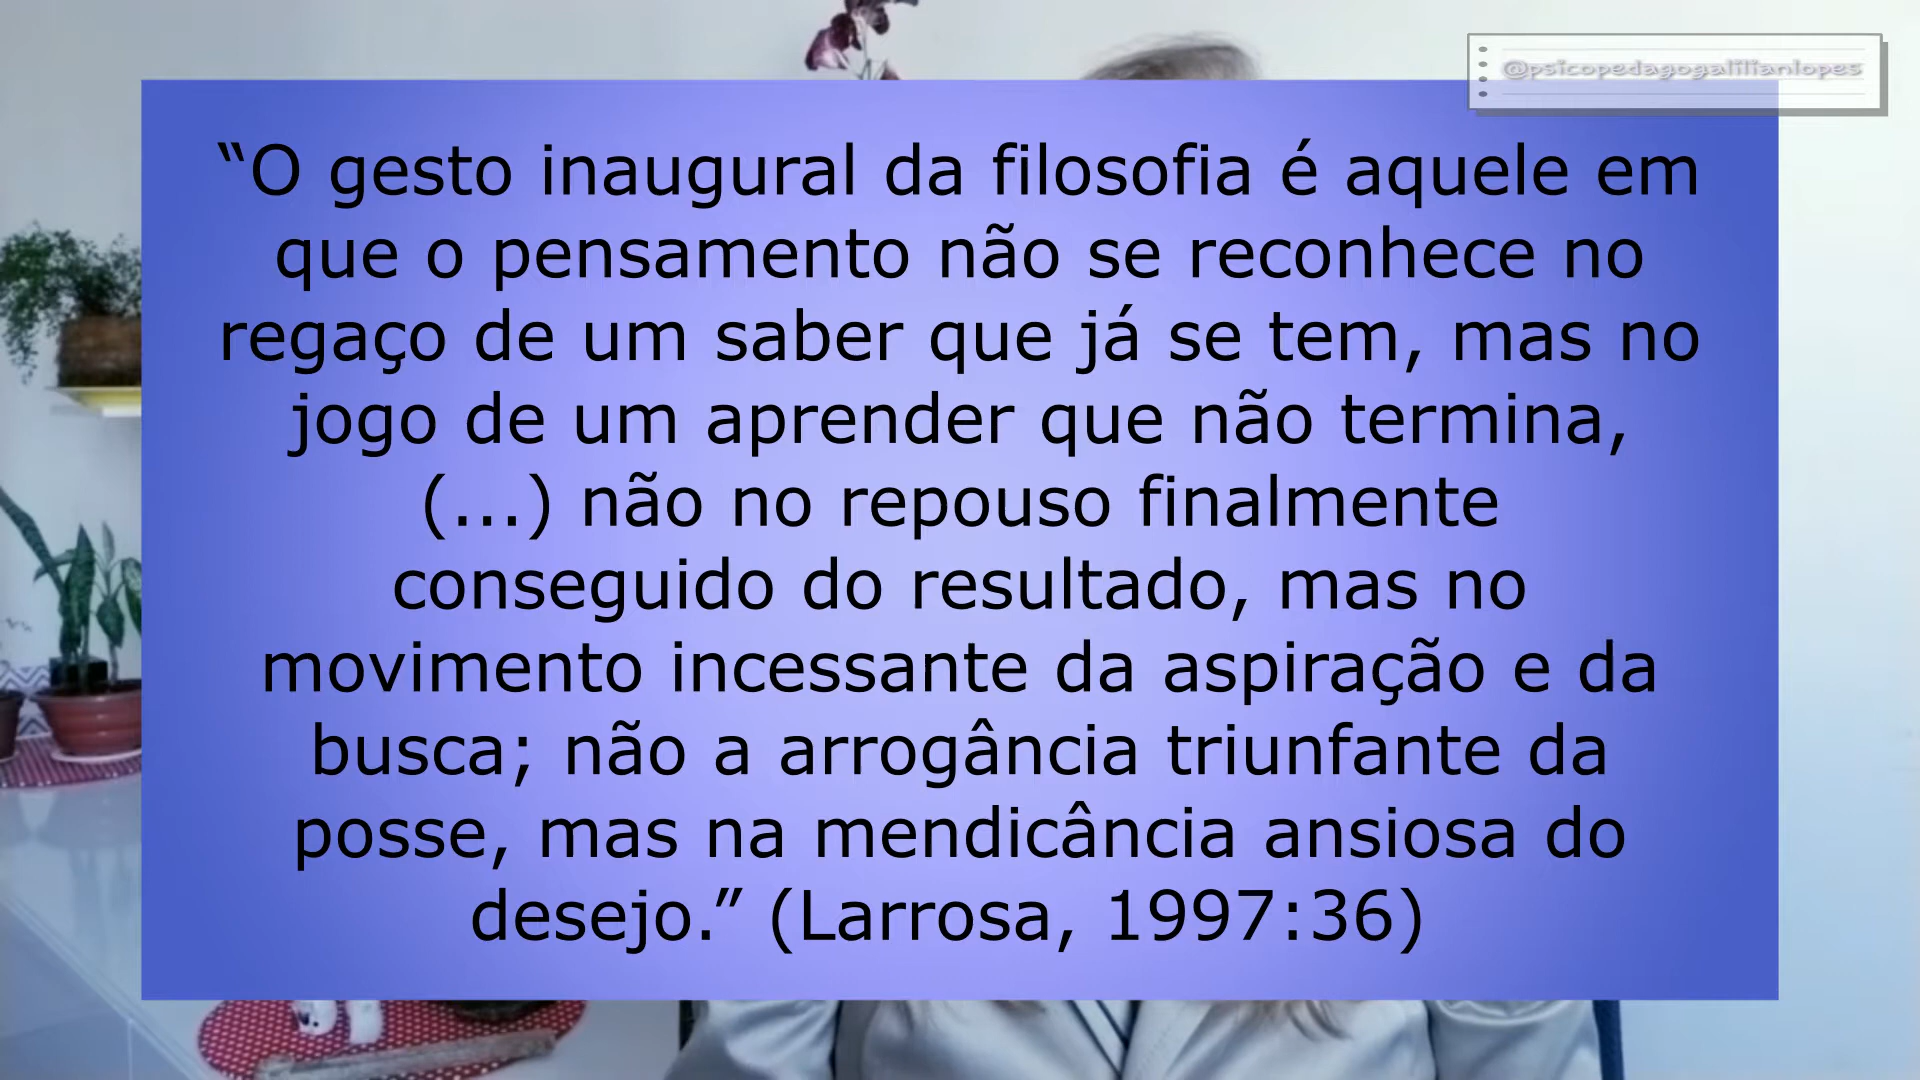 @psicopedagogalilianlopes
“O gesto inaugural da filosofia é aquele em
que o pensamento não se reconhece no
regaço de um saber que já se tem, mas no
jogo de um aprender que não termina,
(...) não no repouso finalmente
conseguido do resultado, mas no
movimento incessante da aspiração e da
busca; não a arrogância triunfante da
posse, mas na mendicância ansiosa do
desejo.” (Larrosa, 1997:36)